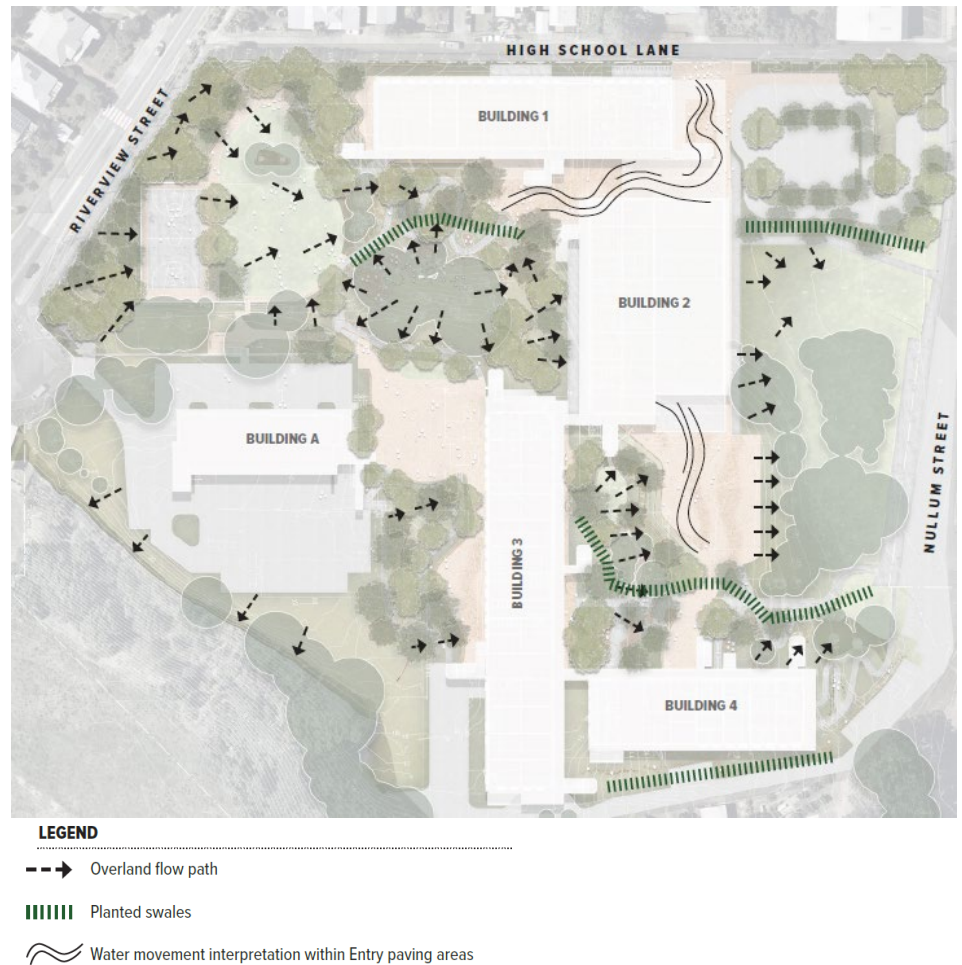 HIGH SCHOOL LANE
RIVERVIEW STREET
BUILDING 1
BUILDING 2
BUILDING A
NULLUM STREET
BUILDING 3
BUILDING 4
LEGEND
Overland flow path
Planted swales
Water movement interpretation within Entry paving areas